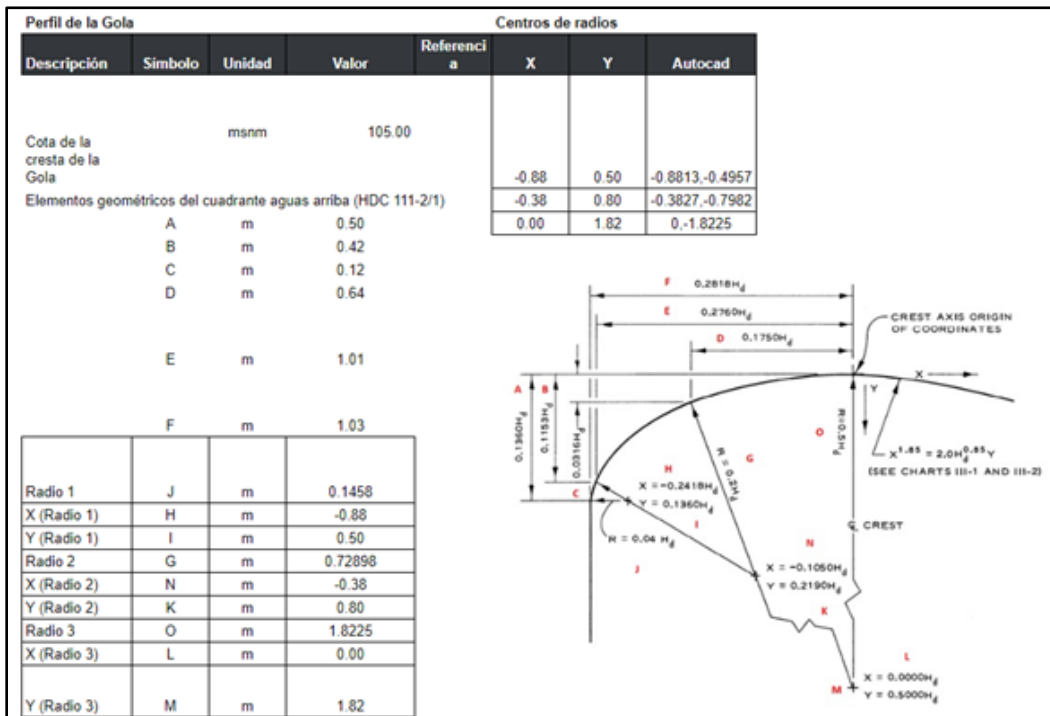 Perfil de la Gola
Centros de radios
Descripción Símbolo Unidad Valor Referenci a X Y Autocad
Cota de la cresta de la Gola msnm 105.00 -0.88 0.50 -0.8813,-0.4957
Elementos geométricos del cuadrante aguas arriba (HDC 111-2/1) -0.38 0.80 -0.3827,-0.7982
A m 0.50 0.00 1.82 0,-1.8225
B m 0.42
C m 0.12
D m 0.64
E m 1.01
F m 1.03
Radio 1 J m 0.1458
X (Radio 1) H m -0.88
Y (Radio 1) I m 0.50
Radio 2 G m 0.72898
X (Radio 2) N m -0.38
Y (Radio 2) K m 0.80
Radio 3 O m 1.8225
X (Radio 3) L m 0.00
Y (Radio 3) M m 1.82
F 0.2818Hd
E 0.2760Hd
D 0.1750Hd
CREST AXIS ORIGIN
OF COORDINATES
X
Y
A 0.1360Hd
B 0.1153Hd
0.0316Hd
C
R = 0.04 Hd
J
H
X = -0.2418Hd
Y = 0.1360Hd
I
G
R = 0.2Hd
O
R=0.5Hd
X^1.85 = 2.0Hd^0.85 Y
(SEE CHARTS III-1 AND III-2)
℄ CREST
N
X = -0.1050Hd
Y = 0.2190Hd
K
L
X = 0.0000Hd
M Y = 0.5000Hd